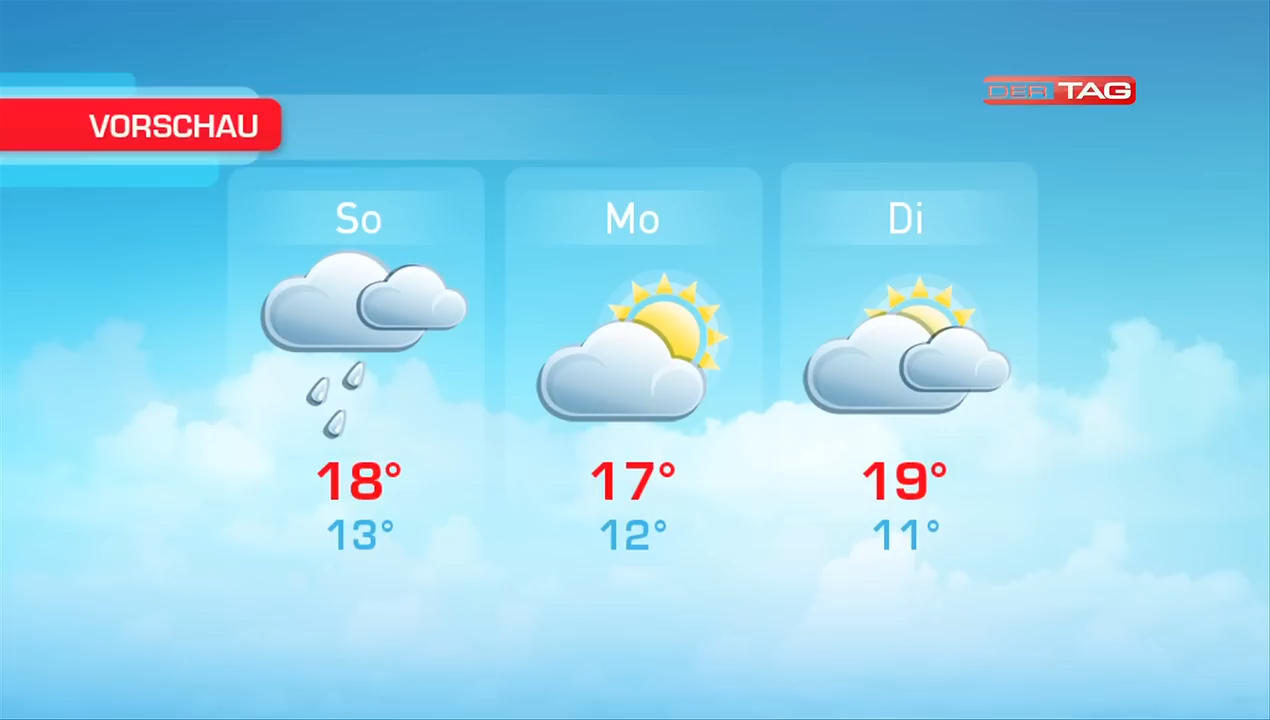 DER TAG
VORSCHAU
So Mo Di
18° 17° 19°
13° 12° 11°